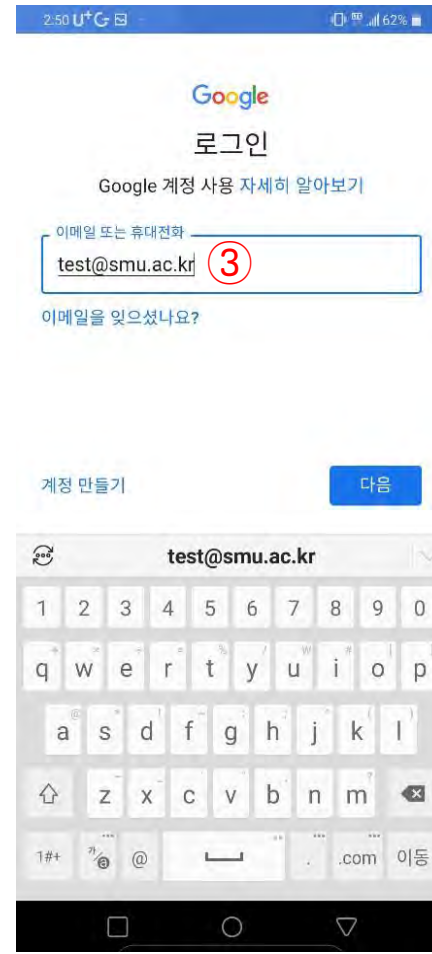 2:50 U+ 62%
Google
로그인
Google 계정 사용 자세히 알아보기
이메일 또는 휴대전화
test@smu.ac.kr ③
이메일을 잊으셨나요?
계정 만들기 다음
test@smu.ac.kr
1 2 3 4 5 6 7 8 9 0
q w e r t y u i o p
a s d f g h j k l
z x c v b n m
1#+ 가/a @ . .com 이동